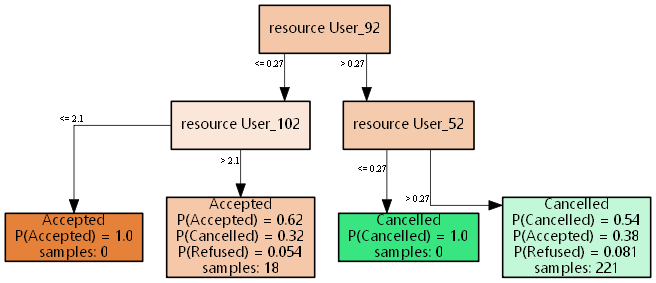 resource User_92
<= 0.27
> 0.27
resource User_102
resource User_52
<= 2.1
> 2.1
<= 0.27
> 0.27
Accepted
P(Accepted) = 1.0
samples: 0
Accepted
P(Accepted) = 0.62
P(Cancelled) = 0.32
P(Refused) = 0.054
samples: 18
Cancelled
P(Cancelled) = 1.0
samples: 0
Cancelled
P(Cancelled) = 0.54
P(Accepted) = 0.38
P(Refused) = 0.081
samples: 221